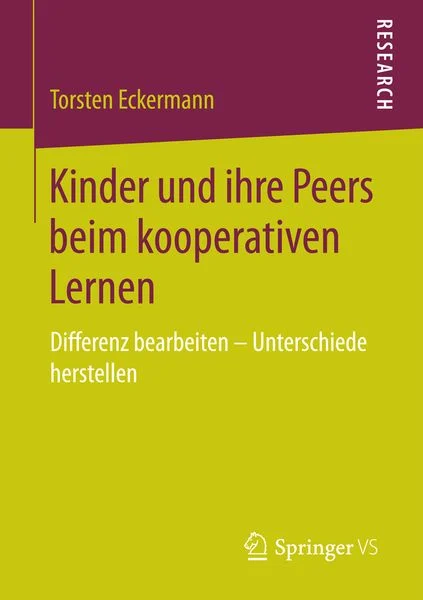 RESEARCH
Torsten Eckermann
Kinder und ihre Peers
beim kooperativen
Lernen
Differenz bearbeiten – Unterschiede
herstellen
Springer VS